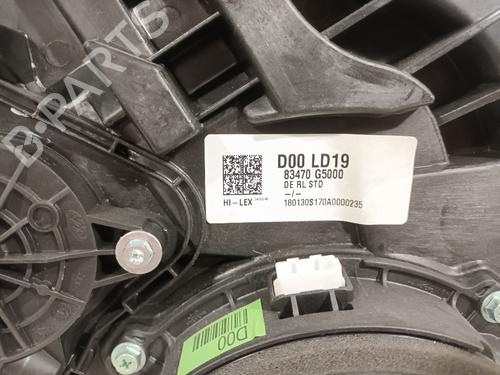 B-PARTS
D00 LD19
83470 G5000
DE RL STD
-/-
HI-LEX
180130S170A0000235
D00